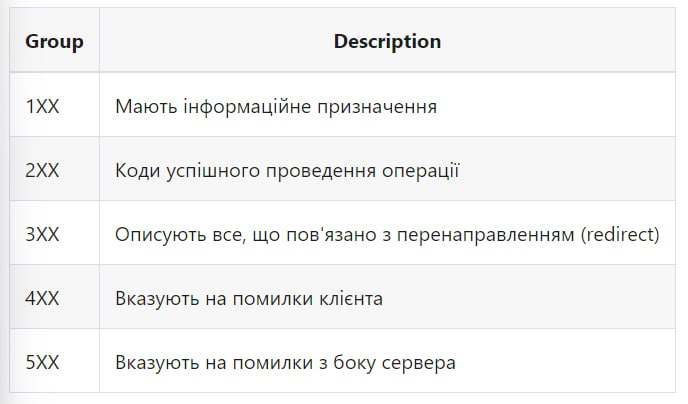 Group Description
1XX Мають інформаційне призначення
2XX Коди успішного проведення операції
3XX Описують все, що пов'язано з перенаправленням (redirect)
4XX Вказують на помилки клієнта
5XX Вказують на помилки з боку сервера